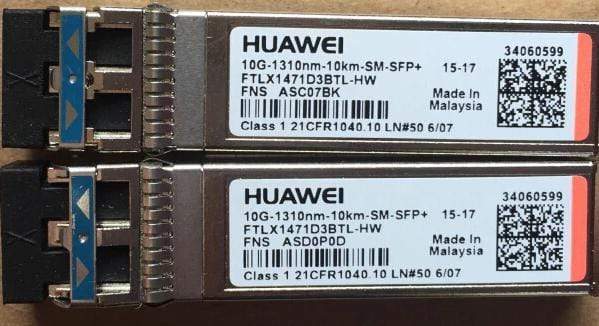 HUAWEI
34060599
10G-1310nm-10km-SM-SFP+ 15-17
FTLX1471D3BTL-HW
FNS ASC07BK
Made In
Malaysia
Class 1 21CFR1040.10 LN#50 6/07
HUAWEI
34060599
10G-1310nm-10km-SM-SFP+ 15-17
FTLX1471D3BTL-HW
FNS ASD0P0D
Made In
Malaysia
Class 1 21CFR1040.10 LN#50 6/07